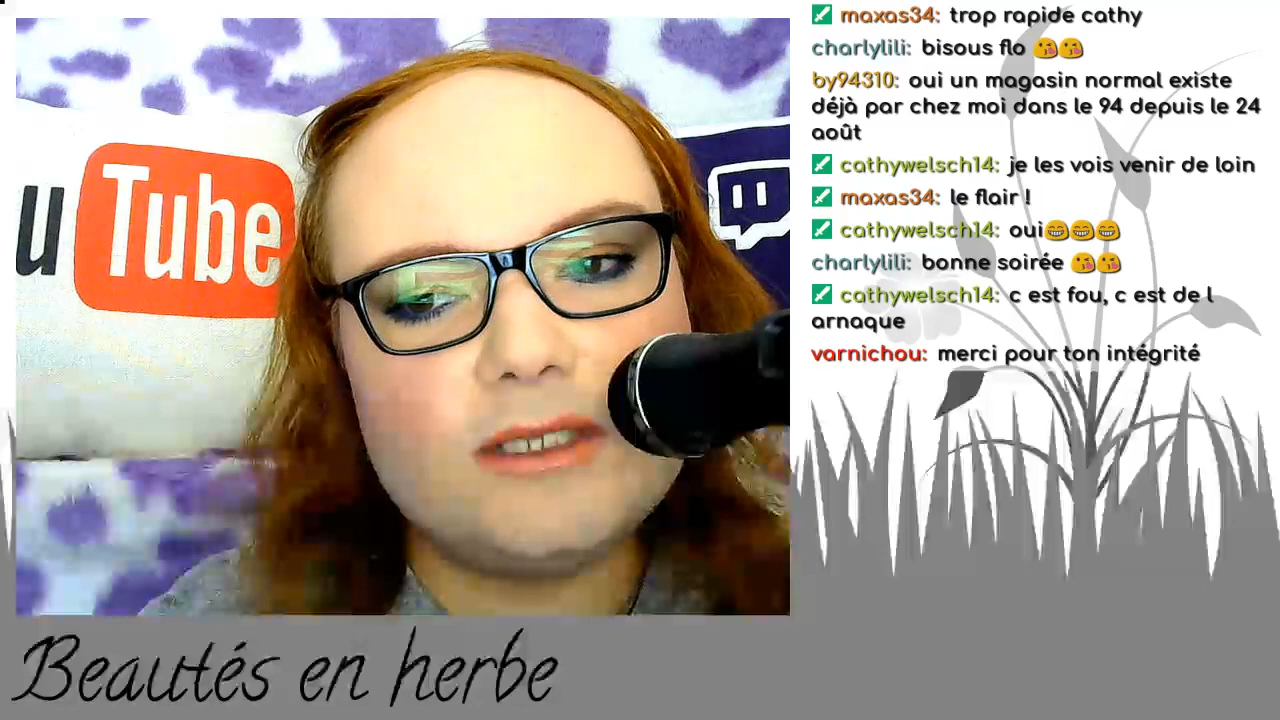 u Tube
maxas34: trop rapide cathy
charlylili: bisous flo 😘😘
by94310: oui un magasin normal existe
déjà par chez moi dans le 94 depuis le 24
août
cathywelsch14: je les vois venir de loin
maxas34: le flair !
cathywelsch14: oui😁😁😁
charlylili: bonne soirée 😘😘
cathywelsch14: c est fou, c est de l
arnaque
varnichou: merci pour ton intégrité
Beautés en herbe